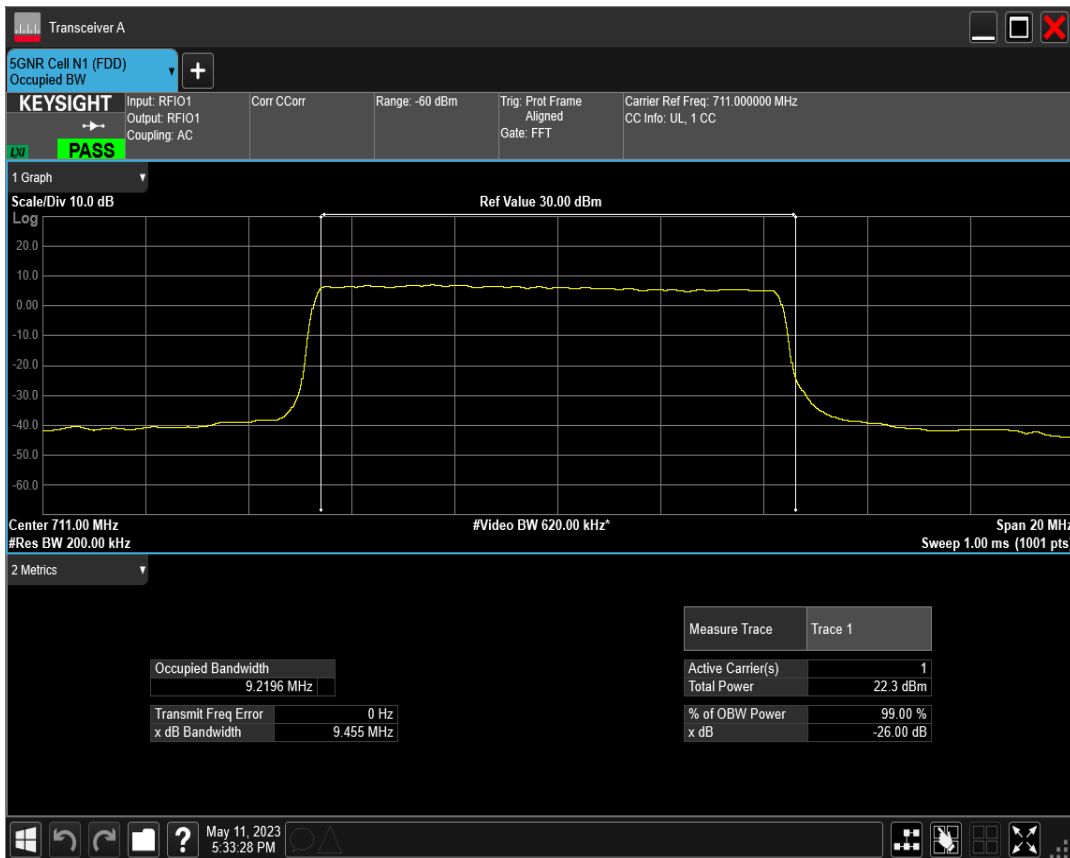 Transceiver A
5GNR Cell N1 (FDD)
Occupied BW
+
KEYSIGHT
LXI
PASS
Input: RFIO1
Output: RFIO1
Coupling: AC
Corr CCorr
Range: -60 dBm
Trig: Prot Frame
Aligned
Gate: FFT
Carrier Ref Freq: 711.000000 MHz
CC Info: UL, 1 CC
1 Graph
Scale/Div 10.0 dB
Ref Value 30.00 dBm
Log
20.0
10.0
0.00
-10.0
-20.0
-30.0
-40.0
-50.0
-60.0
Center 711.00 MHz
#Video BW 620.00 kHz*
Span 20 MHz
#Res BW 200.00 kHz
Sweep 1.00 ms (1001 pts)
2 Metrics
Measure Trace Trace 1
Occupied Bandwidth
9.2196 MHz
Active Carrier(s) 1
Total Power 22.3 dBm
Transmit Freq Error 0 Hz
x dB Bandwidth 9.455 MHz
% of OBW Power 99.00 %
x dB -26.00 dB
?
May 11, 2023
5:33:28 PM